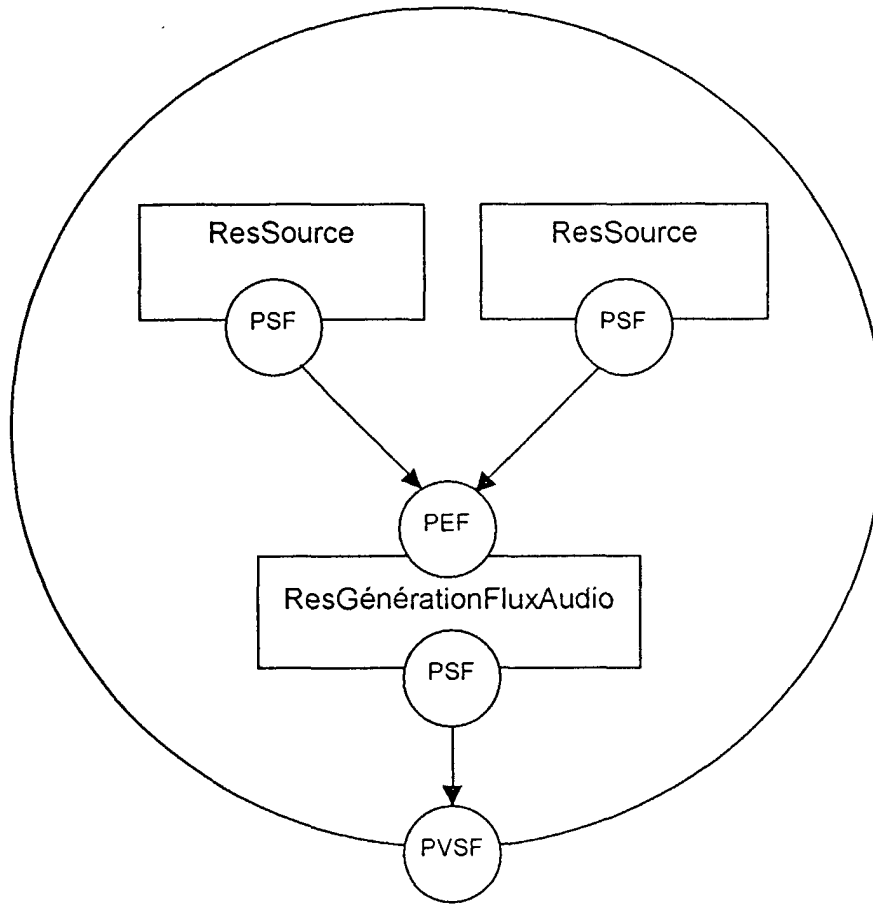 ResSource
ResSource
PSF
PSF
PEF
ResGénérationFluxAudio
PSF
PVSF